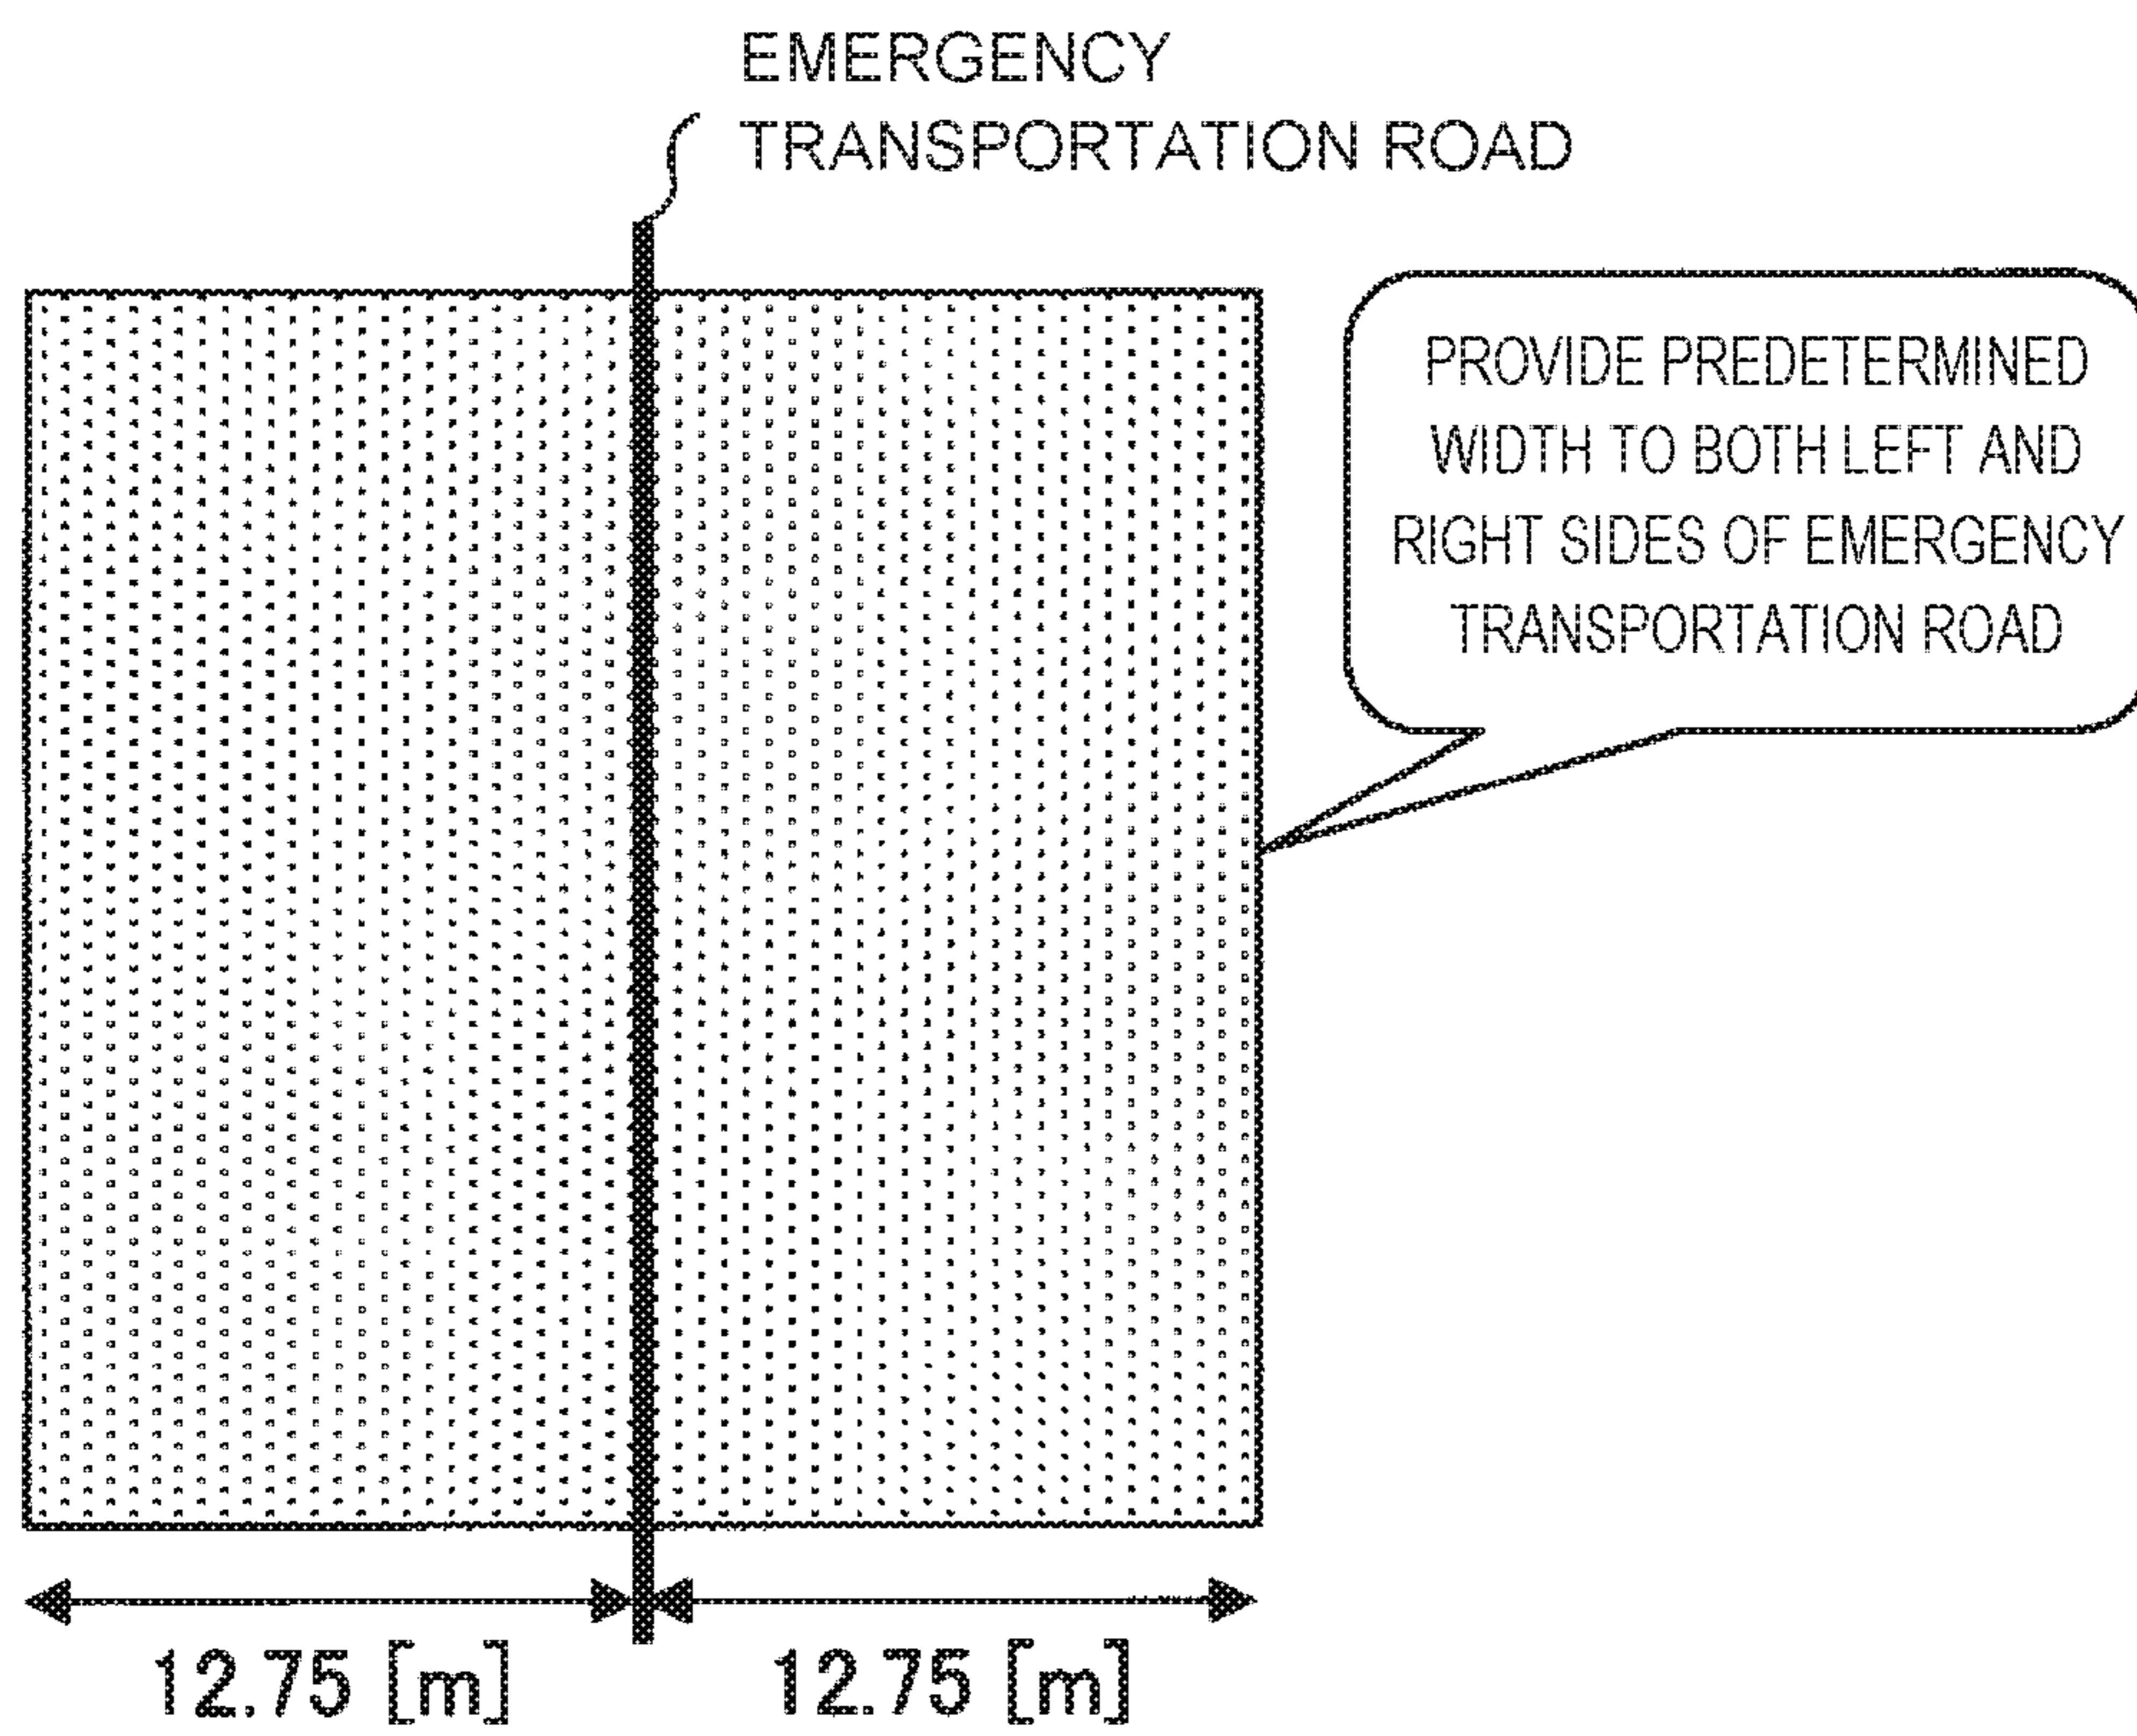 EMERGENCY
TRANSPORTATION ROAD
PROVIDE PREDETERMINED
WIDTH TO BOTH LEFT AND
RIGHT SIDES OF EMERGENCY
TRANSPORTATION ROAD
12.75 [m]
12.75 [m]